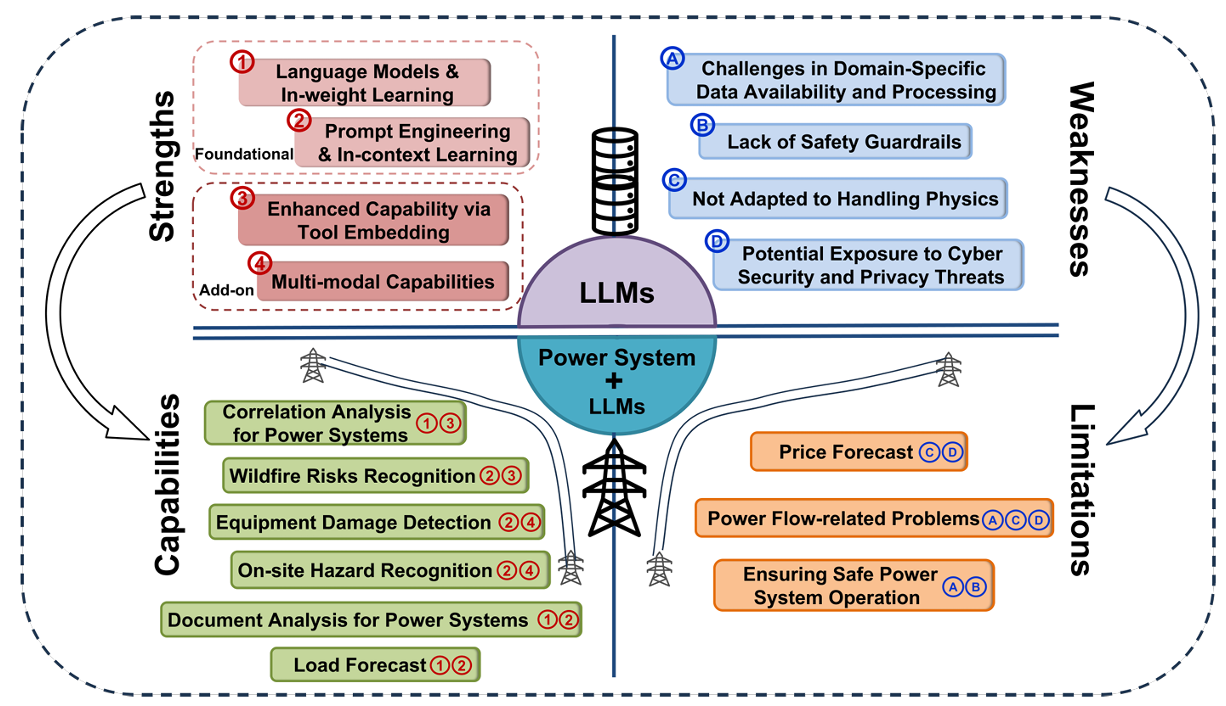 Strengths
1
Language Models &
In-weight Learning
2
Prompt Engineering
& In-context Learning
Foundational
3
Enhanced Capability via
Tool Embedding
4
Multi-modal Capabilities
Add-on
Weaknesses
A
Challenges in Domain-Specific
Data Availability and Processing
B
Lack of Safety Guardrails
C
Not Adapted to Handling Physics
D
Potential Exposure to Cyber
Security and Privacy Threats
LLMs
Power System
+
LLMs
Capabilities
Correlation Analysis
for Power Systems 1 3
Wildfire Risks Recognition 2 3
Equipment Damage Detection 2 4
On-site Hazard Recognition 2 4
Document Analysis for Power Systems 1 2
Load Forecast 1 2
Limitations
Price Forecast C D
Power Flow-related Problems A C D
Ensuring Safe Power
System Operation A B